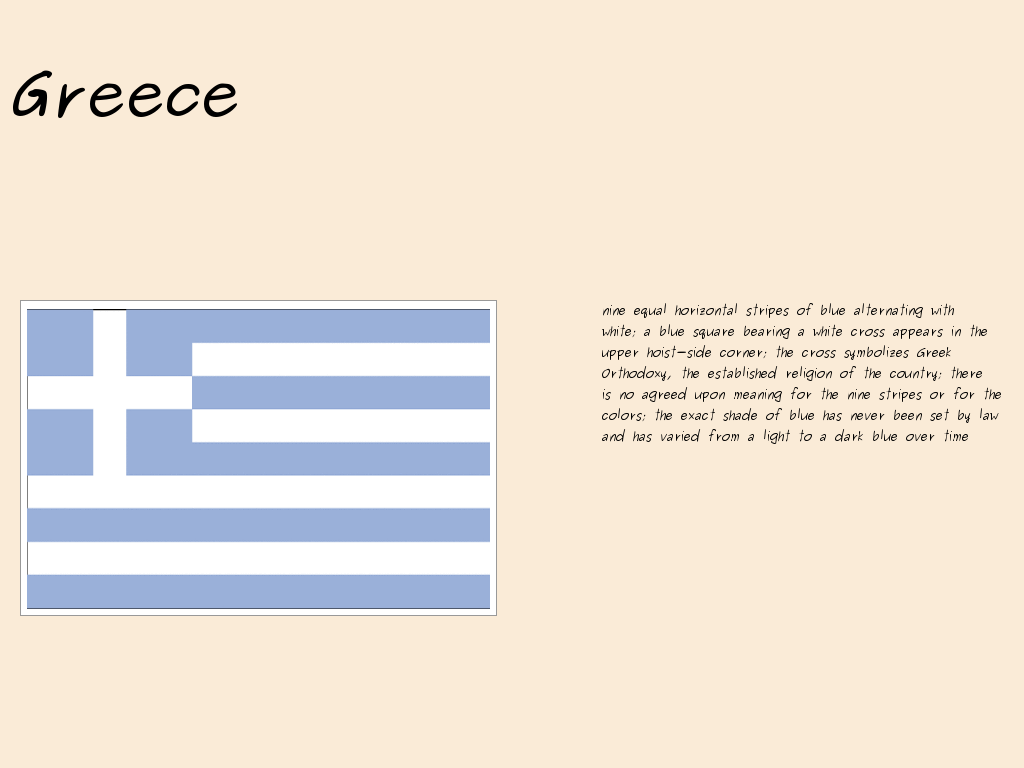 Greece
nine equal horizontal stripes of blue alternating with
white; a blue square bearing a white cross appears in the
upper hoist-side corner; the cross symbolizes Greek
Orthodoxy, the established religion of the country; there
is no agreed upon meaning for the nine stripes or for the
colors; the exact shade of blue has never been set by law
and has varied from a light to a dark blue over time